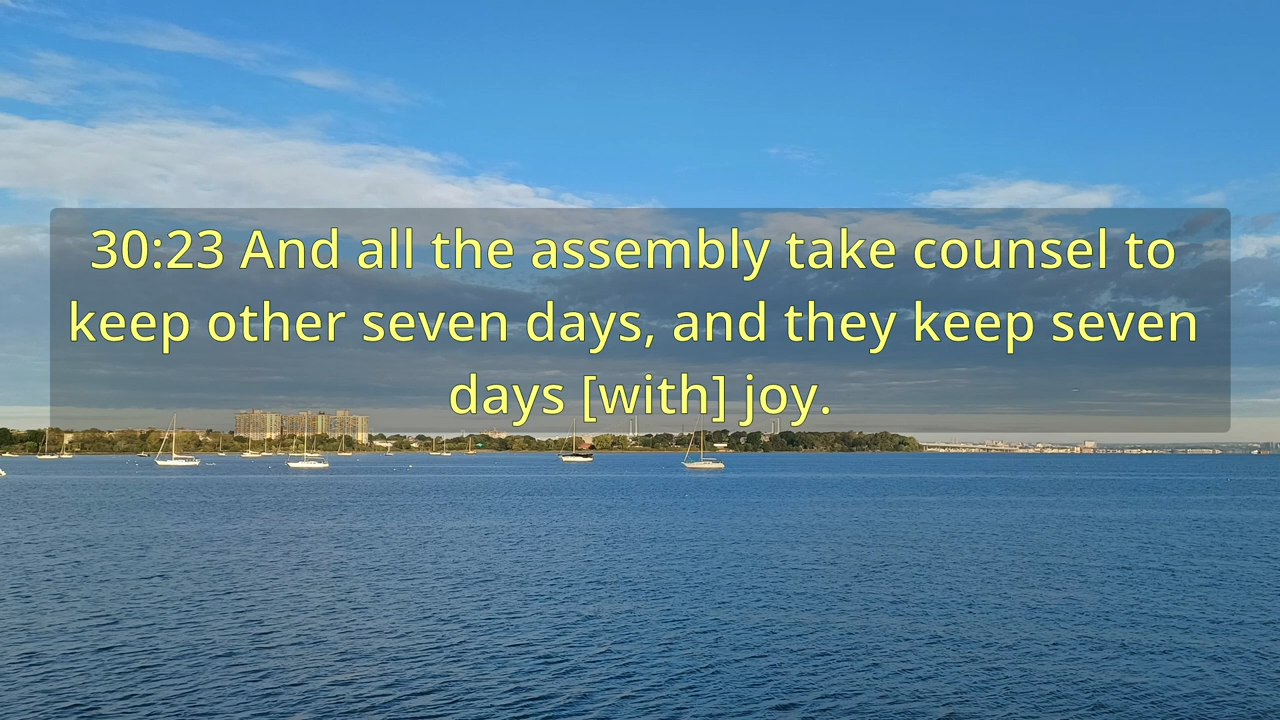 30:23 And all the assembly take counsel to
keep other seven days, and they keep seven
days [with] joy.